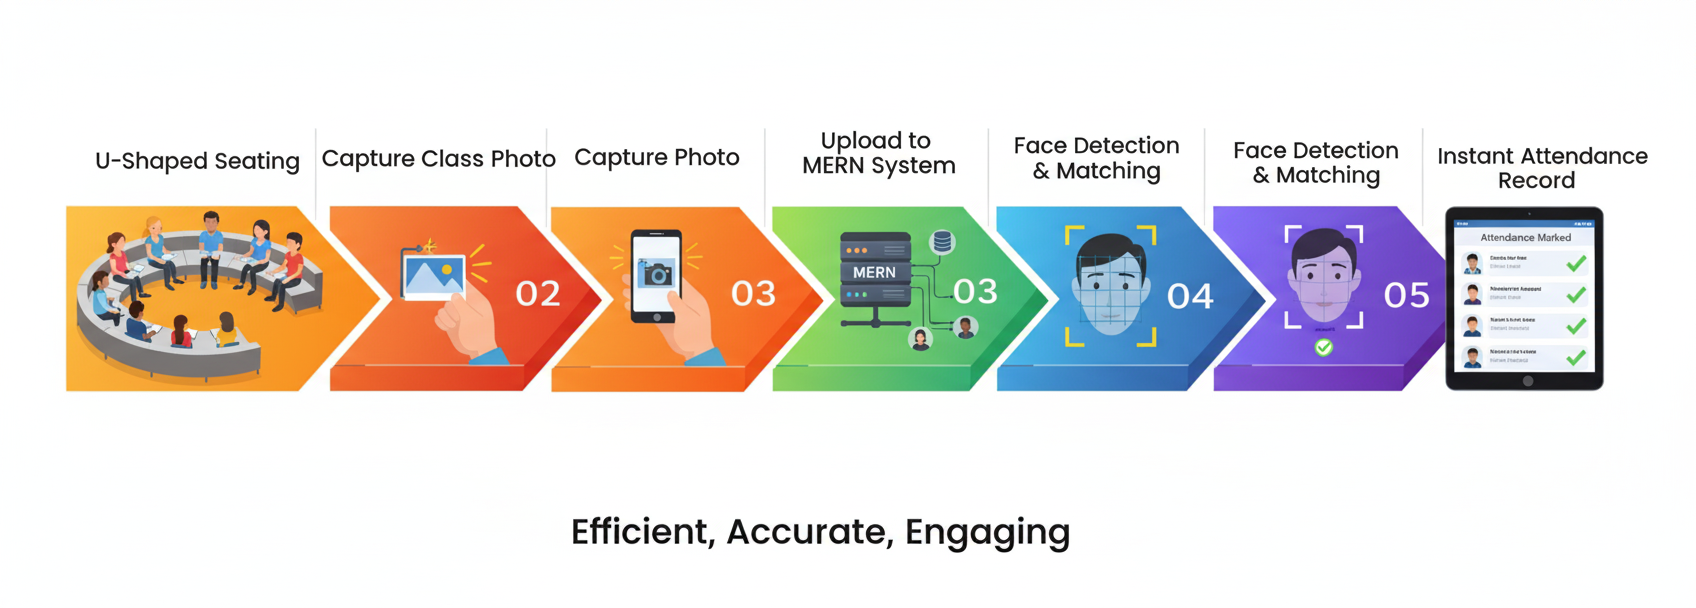 U-Shaped Seating
Capture Class Photo
Capture Photo
Upload to
MERN System
Face Detection
& Matching
Face Detection
& Matching
Instant Attendance
Record
02
03
MERN
03
04
05
Attendance Marked
Efficient, Accurate, Engaging